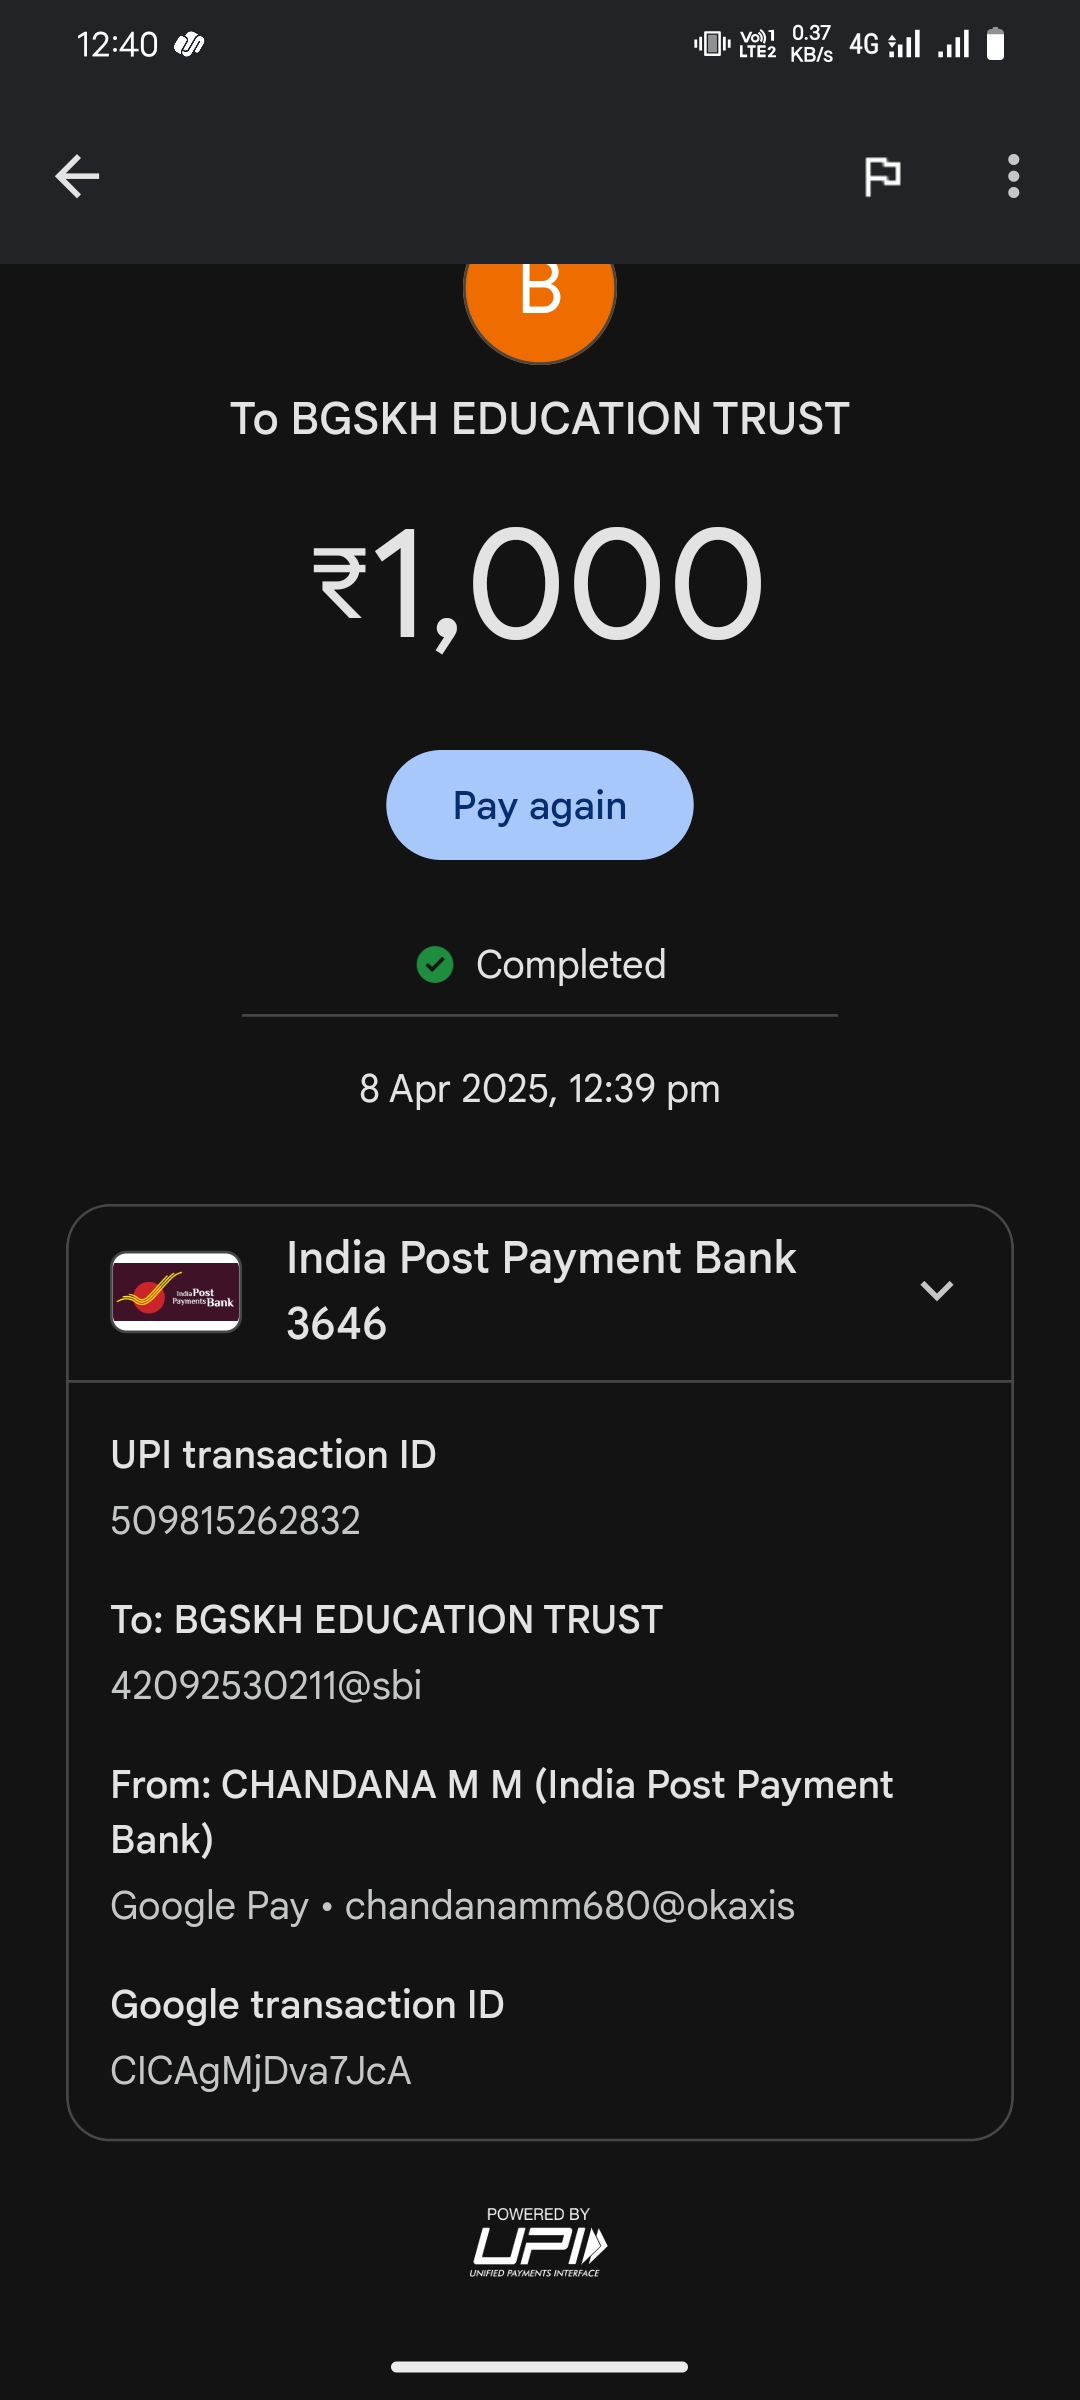 12:40
Vo)) 1
LTE2
0.37
KB/s
4G
B
To BGSKH EDUCATION TRUST
₹1,000
Pay again
Completed
8 Apr 2025, 12:39 pm
India Post
Payments Bank
India Post Payment Bank
3646
UPI transaction ID
509815262832
To: BGSKH EDUCATION TRUST
42092530211@sbi
From: CHANDANA M M (India Post Payment
Bank)
Google Pay • chandanamm680@okaxis
Google transaction ID
CICAgMjDva7JcA
POWERED BY
UPI
UNIFIED PAYMENTS INTERFACE